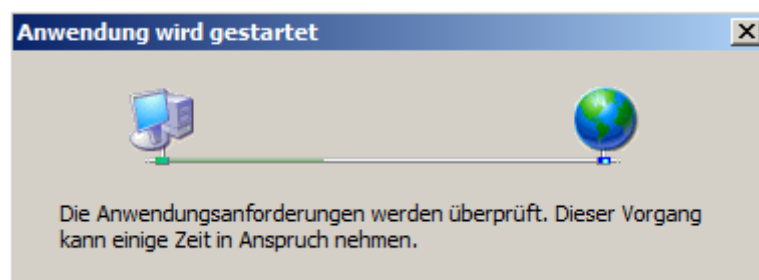 Anwendung wird gestartet
Die Anwendungsanforderungen werden überprüft. Dieser Vorgang
kann einige Zeit in Anspruch nehmen.